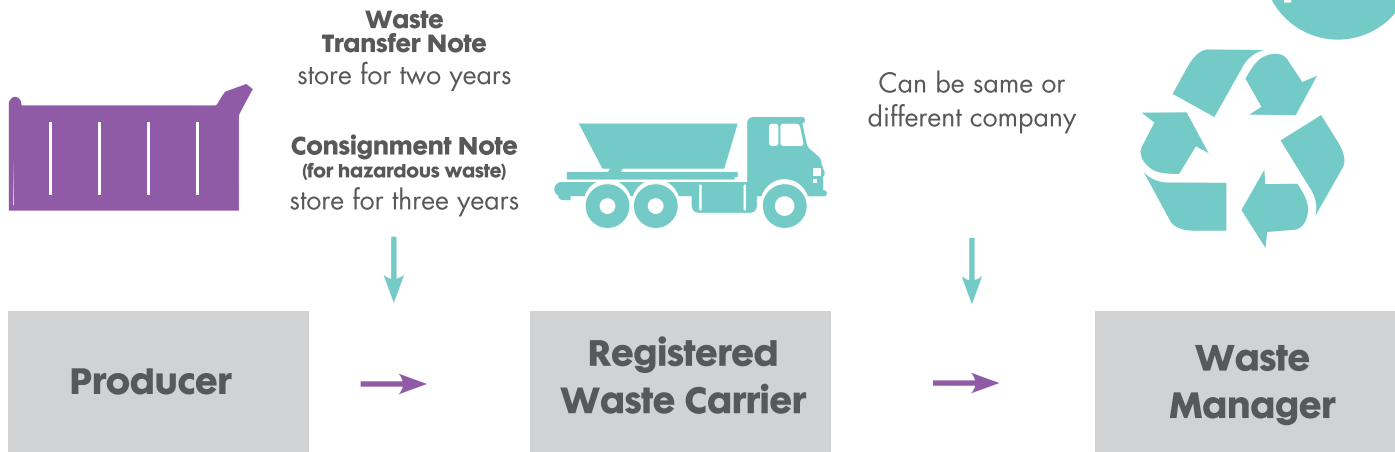 Waste
Transfer Note
store for two years
Consignment Note
(for hazardous waste)
store for three years
Can be same or
different company
Producer
Registered
Waste Carrier
Waste
Manager